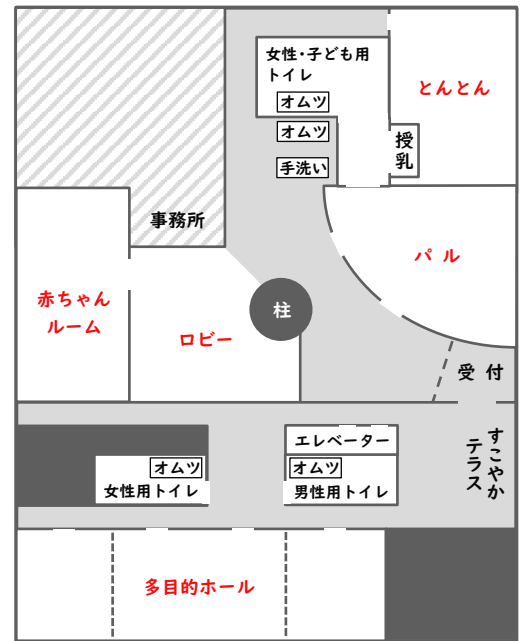 女性・子ども用
トイレ
オムツ
オムツ
手洗い
とんとん
授
乳
事務所
パル
赤ちゃん
ルーム
ロビー
柱
受付
エレベーター
オムツ
女性用トイレ
オムツ
男性用トイレ
すこやか
テラス
多目的ホール